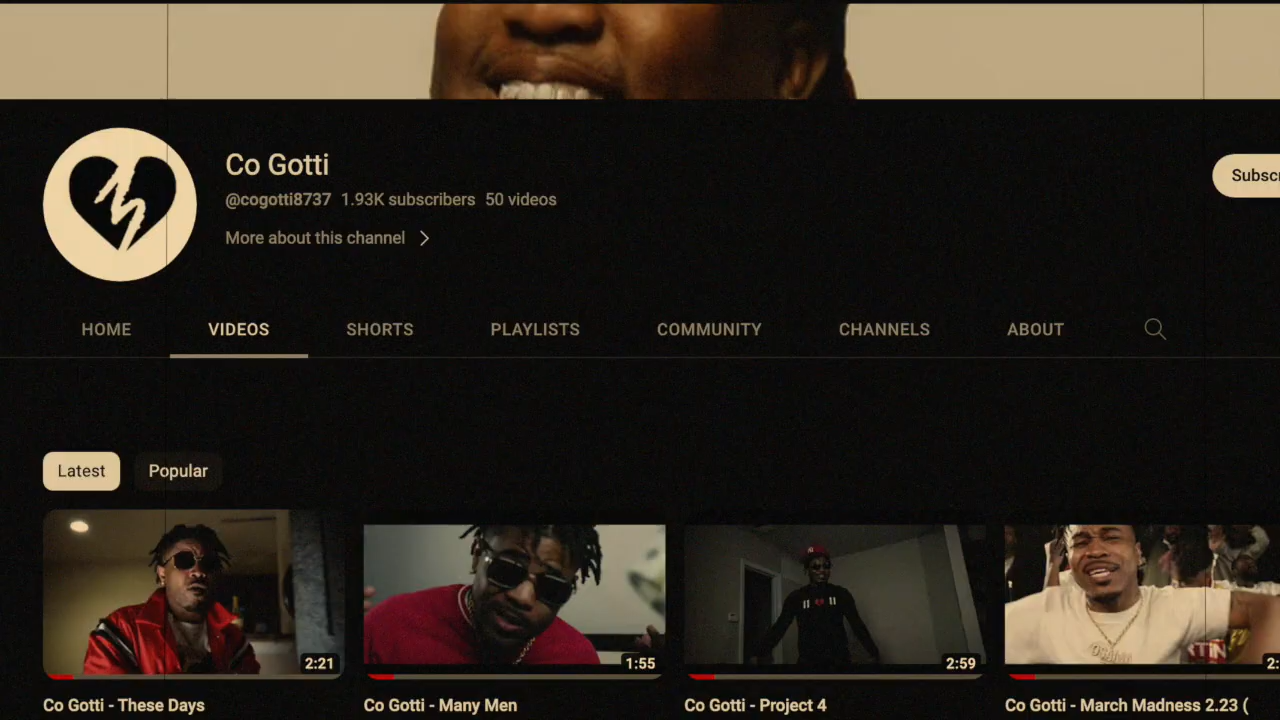 Co Gotti
@cogotti8737 1.93K subscribers 50 videos
More about this channel
Subscr
HOME VIDEOS SHORTS PLAYLISTS COMMUNITY CHANNELS ABOUT
Latest Popular
2:21 1:55 2:59 2:
Co Gotti - These Days Co Gotti - Many Men Co Gotti - Project 4 Co Gotti - March Madness 2.23 (